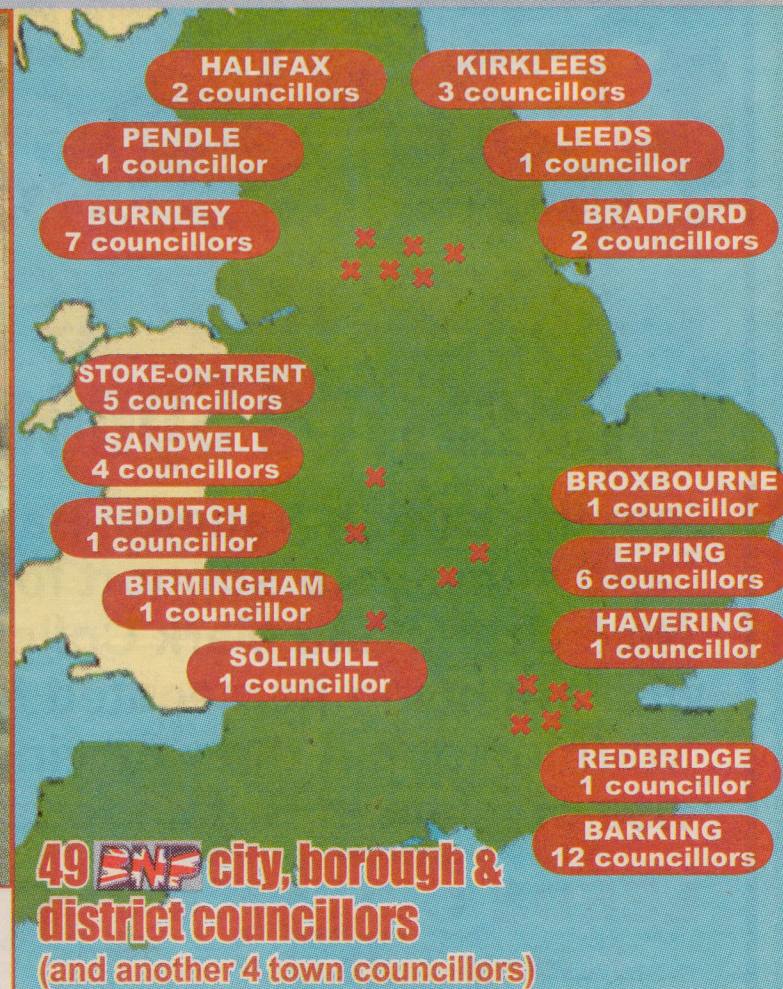 HALIFAX
2 councillors
KIRKLEES
3 councillors
PENDLE
1 councillor
LEEDS
1 councillor
BURNLEY
7 councillors
BRADFORD
2 councillors
STOKE-ON-TRENT
5 councillors
SANDWELL
4 councillors
BROXBOURNE
1 councillor
REDDITCH
1 councillor
EPPING
6 councillors
BIRMINGHAM
1 councillor
HAVERING
1 councillor
SOLIHULL
1 councillor
REDBRIDGE
1 councillor
BARKING
12 councillors
49 BNP city, borough &
district councillors
(and another 4 town councillors)